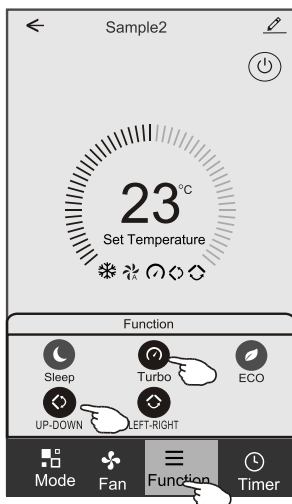 Sample2
23°C
Set Temperature
A
Function
Sleep
Turbo
ECO
UP-DOWN
LEFT-RIGHT
Mode
Fan
Function
Timer